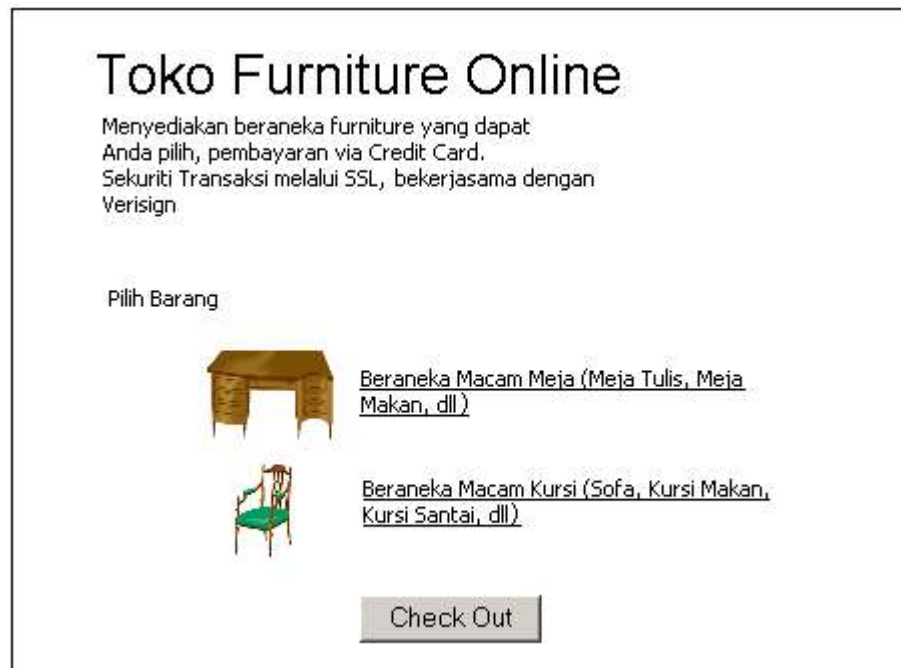 Toko Furniture Online
Menyediakan beraneka furniture yang dapat
Anda pilih, pembayaran via Credit Card.
Sekuriti Transaksi melalui SSL, bekerjasama dengan
Verisign
Pilih Barang
Beraneka Macam Meja (Meja Tulis, Meja
Makan, dll)
Beraneka Macam Kursi (Sofa, Kursi Makan,
Kursi Santai, dll)
Check Out